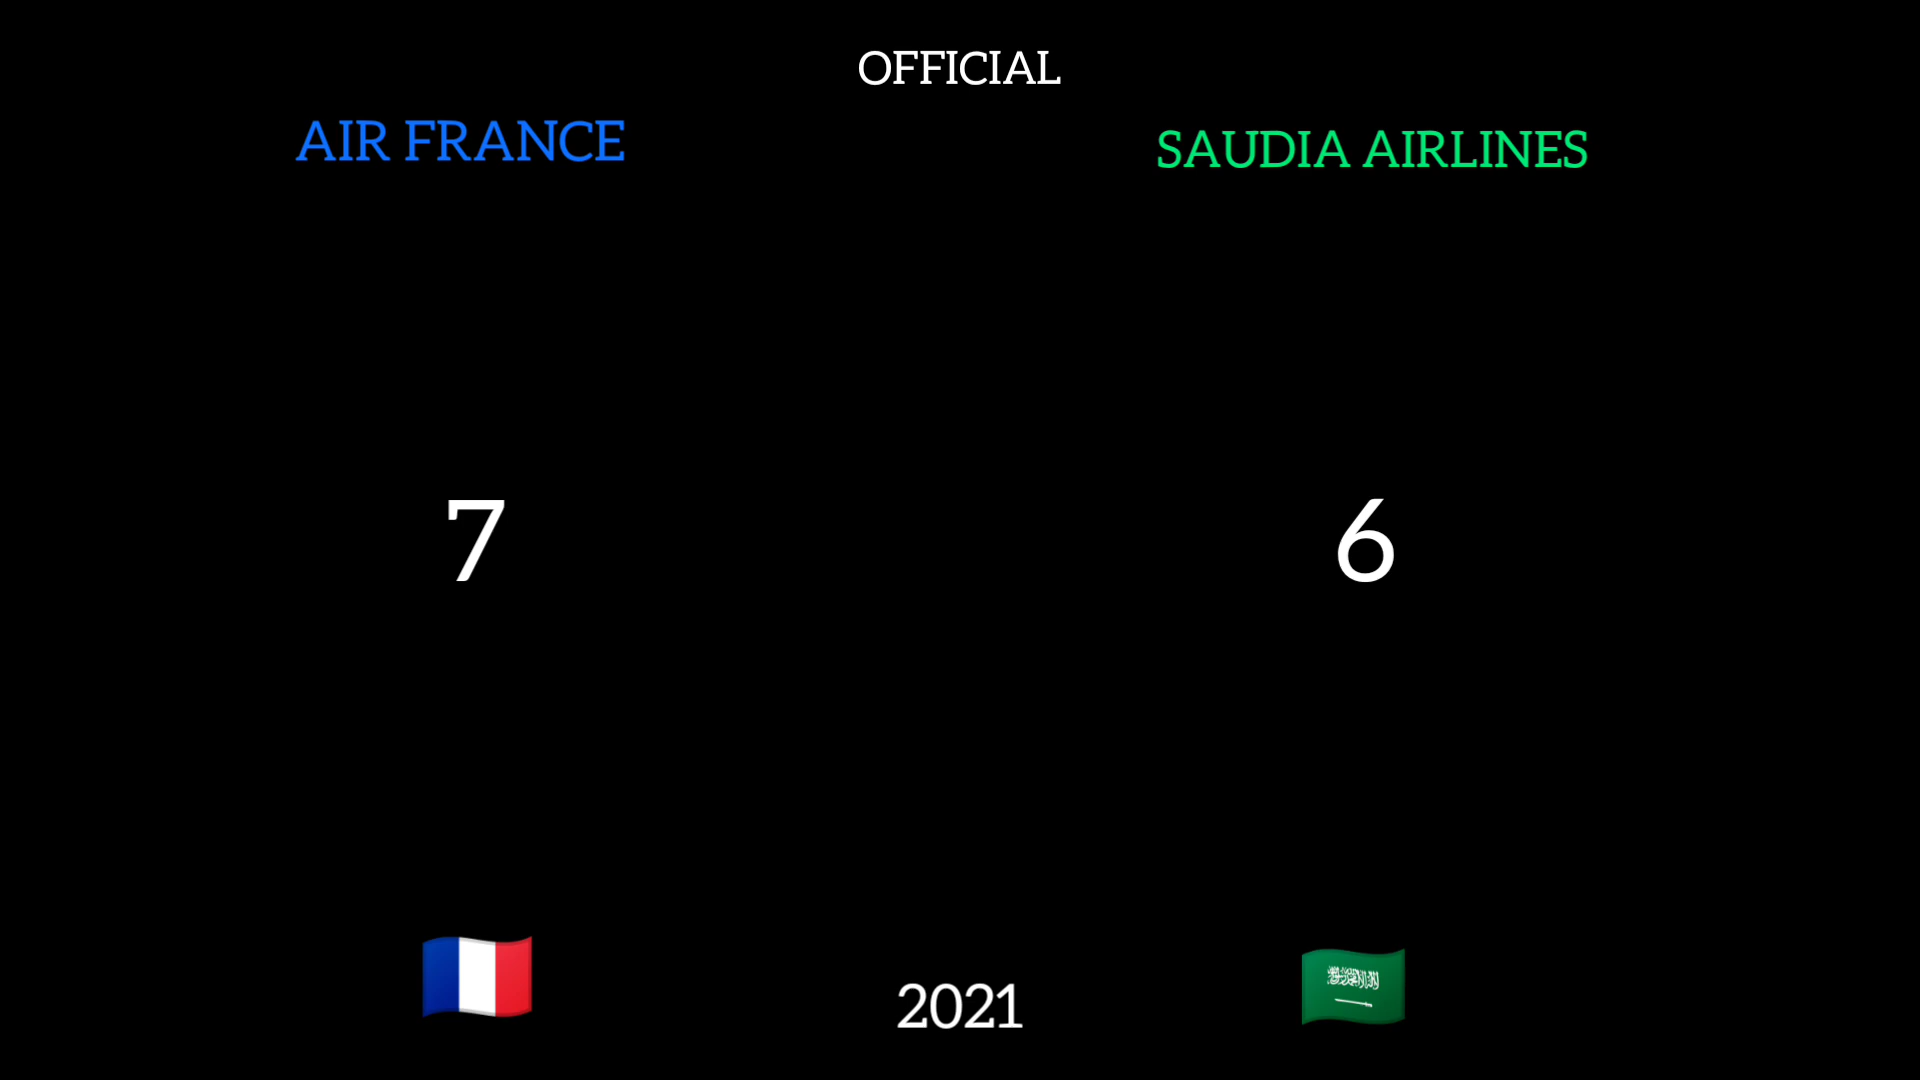 OFFICIAL
AIR FRANCE
SAUDIA AIRLINES
7
6
2021